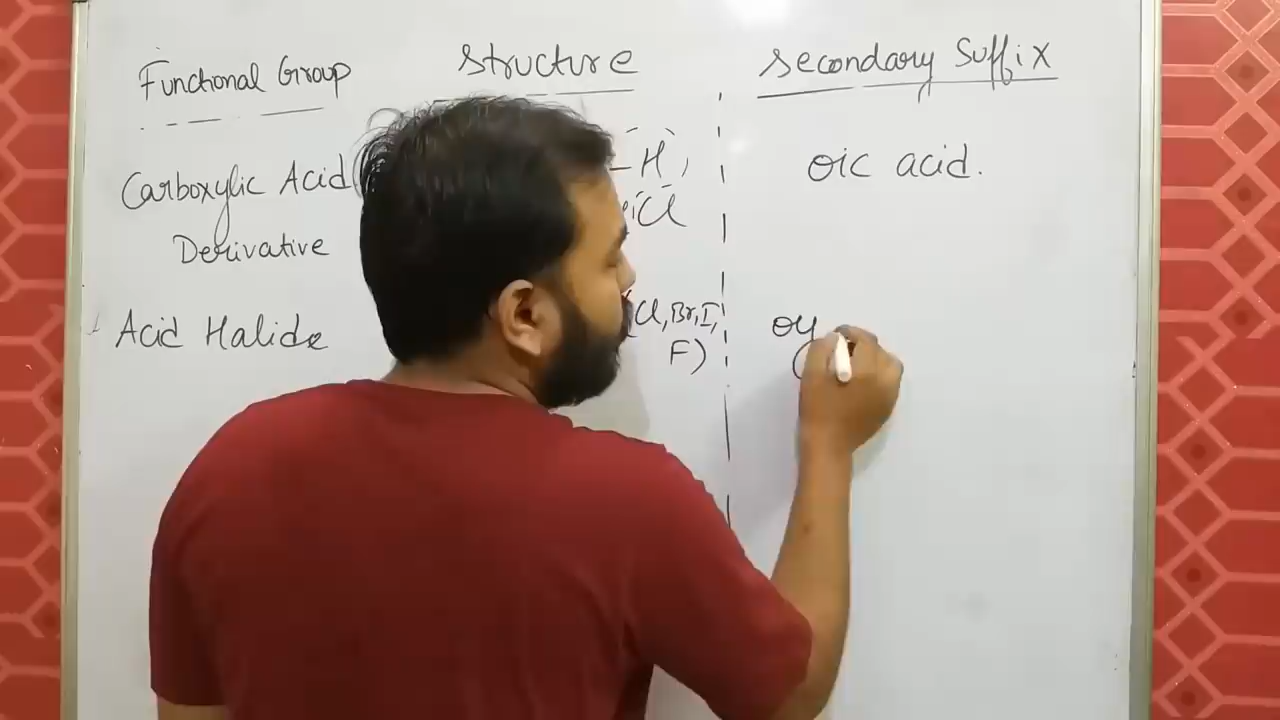 Functional Group Structure Secondary Suffix
Carboxylic Acid – H) oic acid.
Derivative Cl
Acid Halide (Cl, Br, I, oy
F)